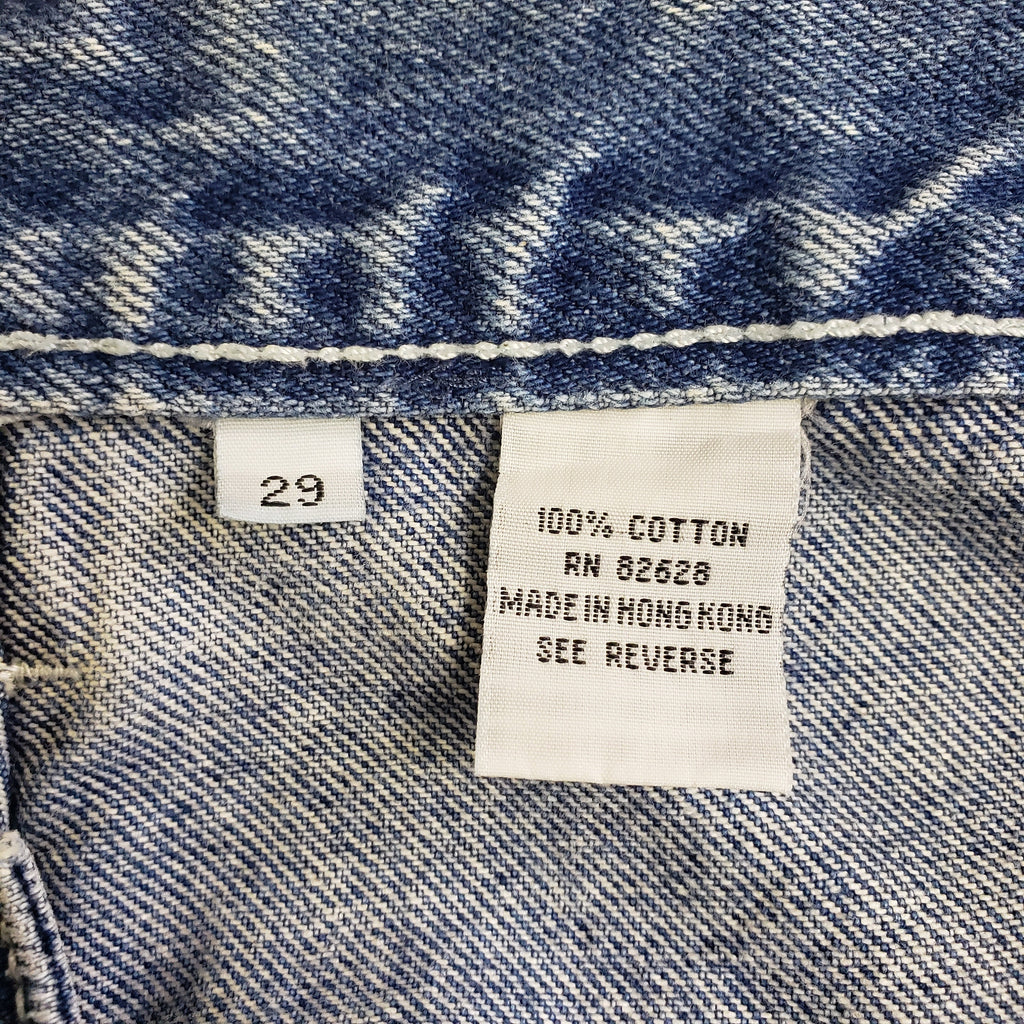 29
100% COTTON
RN 82628
MADE IN HONG KONG
SEE REVERSE